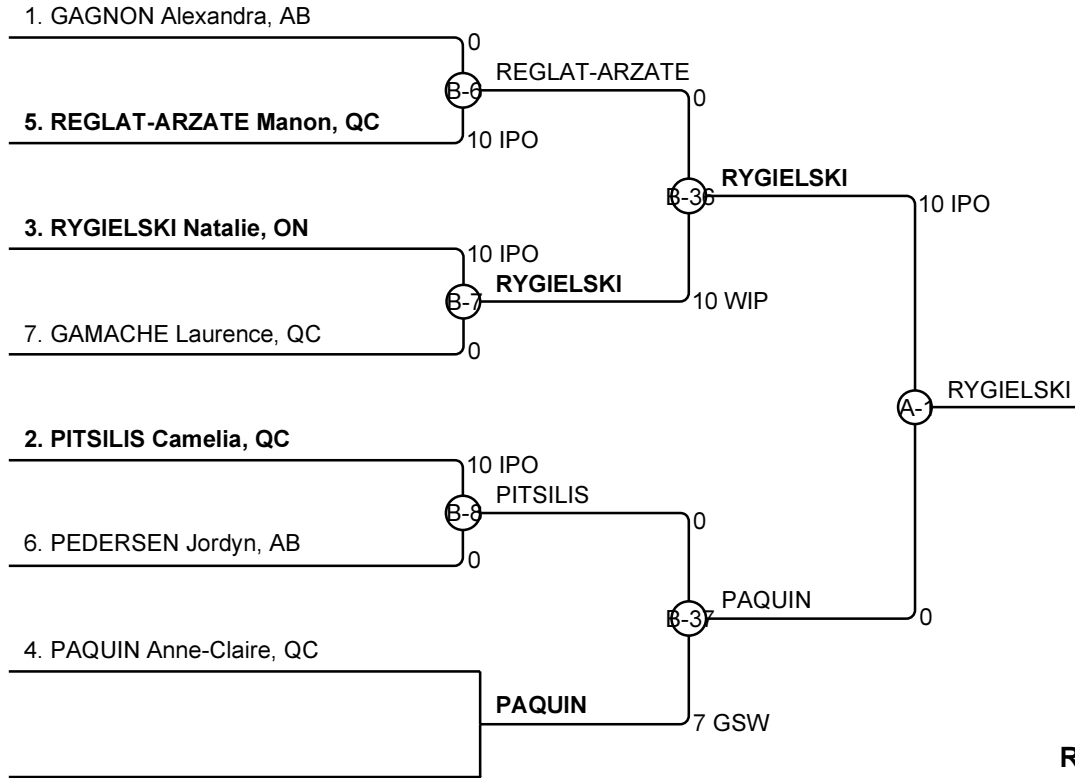 1. GAGNON Alexandra, AB
0
B-6
REGLAT-ARZATE
0
5. REGLAT-ARZATE Manon, QC
10 IPO
B-36
RYGIELSKI
10 IPO
3. RYGIELSKI Natalie, ON
10 IPO
B-7
RYGIELSKI
10 WIP
7. GAMACHE Laurence, QC
0
A-1
RYGIELSKI
2. PITSILIS Camelia, QC
10 IPO
B-8
PITSILIS
0
6. PEDERSEN Jordyn, AB
0
B-37
PAQUIN
0
4. PAQUIN Anne-Claire, QC
PAQUIN
7 GSW
R